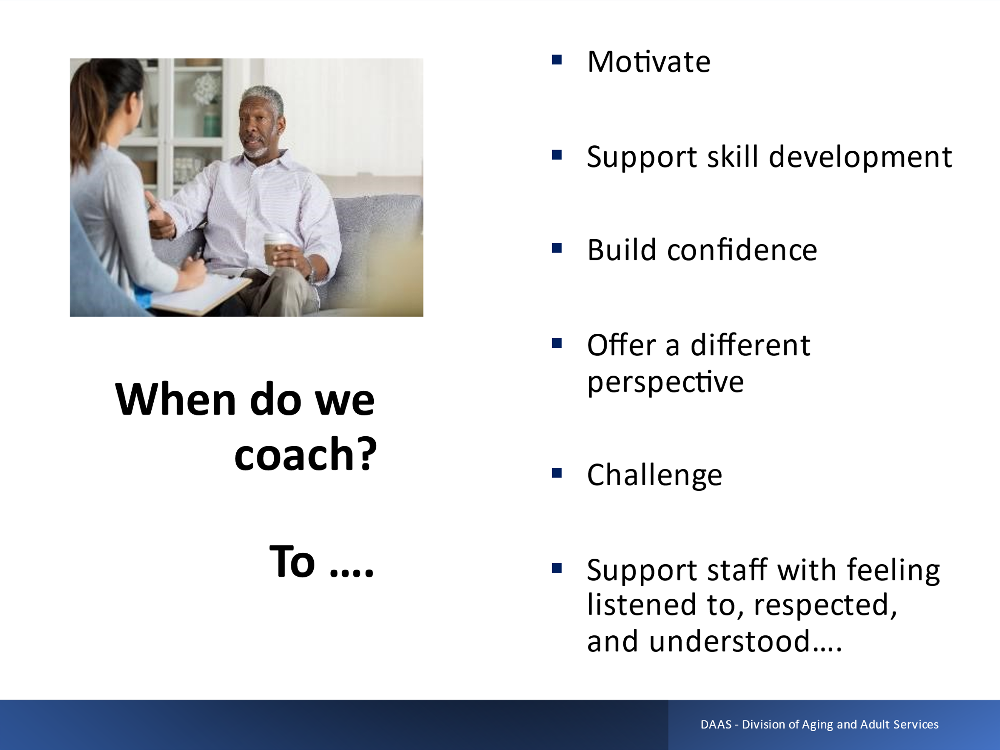 When do we
coach?
To ....
▪ Motivate
▪ Support skill development
▪ Build confidence
▪ Offer a different
perspective
▪ Challenge
▪ Support staff with feeling
listened to, respected,
and understood....
DAAS - Division of Aging and Adult Services